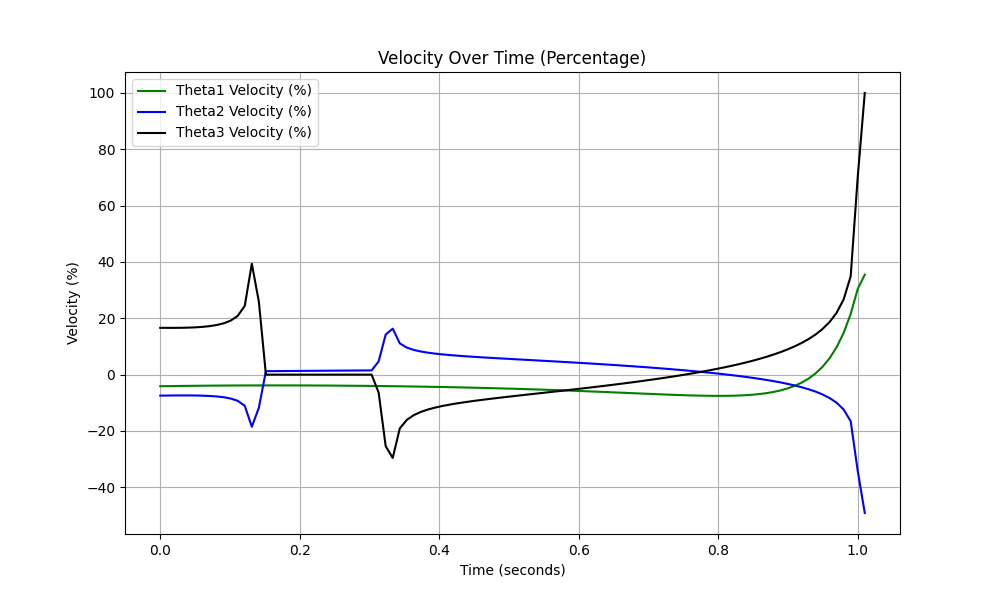 Velocity Over Time (Percentage)
Theta1 Velocity (%)
Theta2 Velocity (%)
Theta3 Velocity (%)
100
80
60
40
20
0
−20
−40
Velocity (%)
0.0 0.2 0.4 0.6 0.8 1.0
Time (seconds)